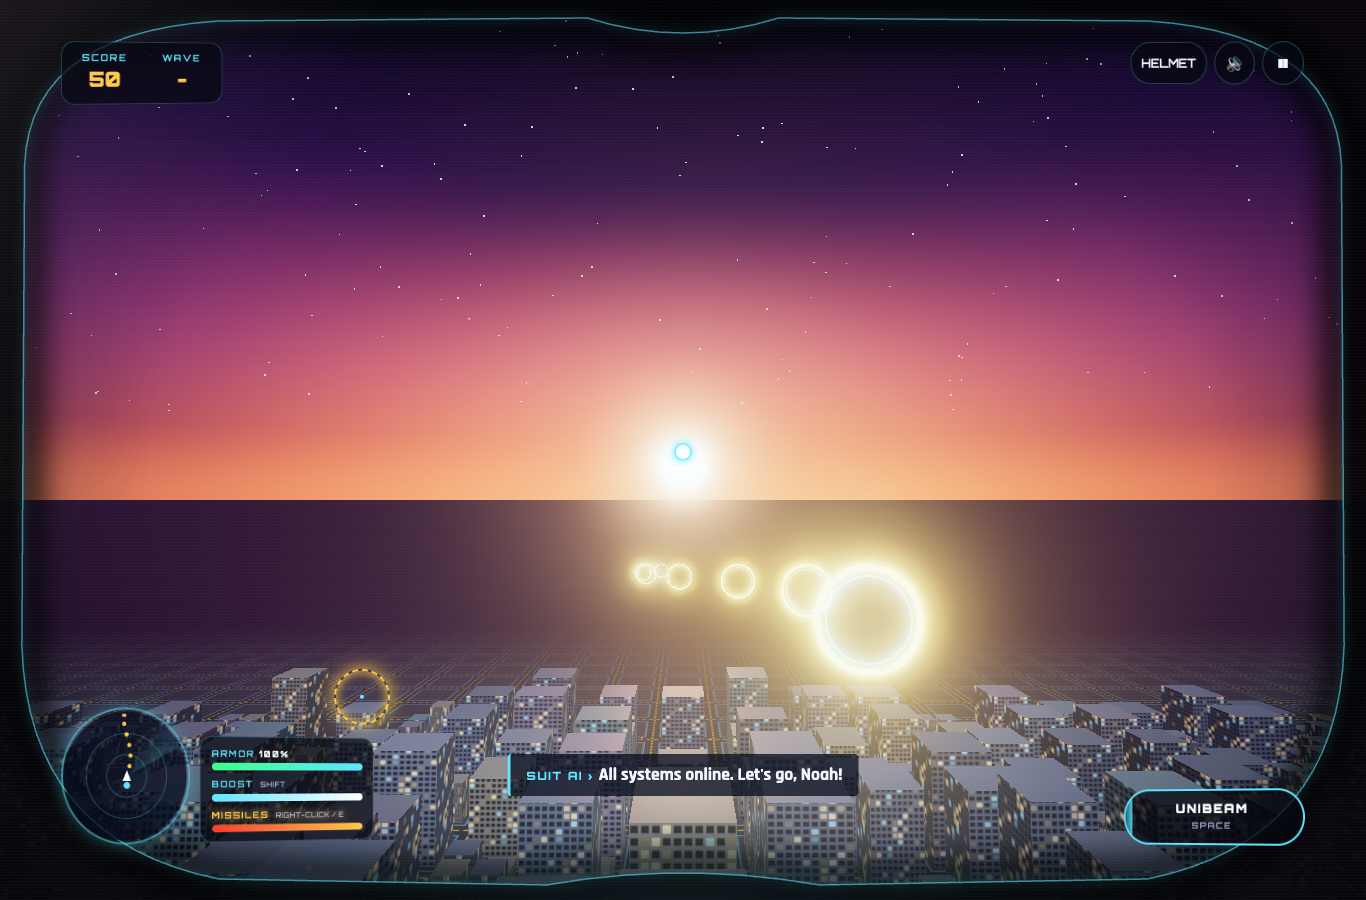 SCORE WAVE
50 -
HELMET
ARMOR 100%
BOOST SHIFT
MISSILES RIGHT-CLICK / E
SUIT AI › All systems online. Let's go, Noah!
UNIBEAM
SPACE